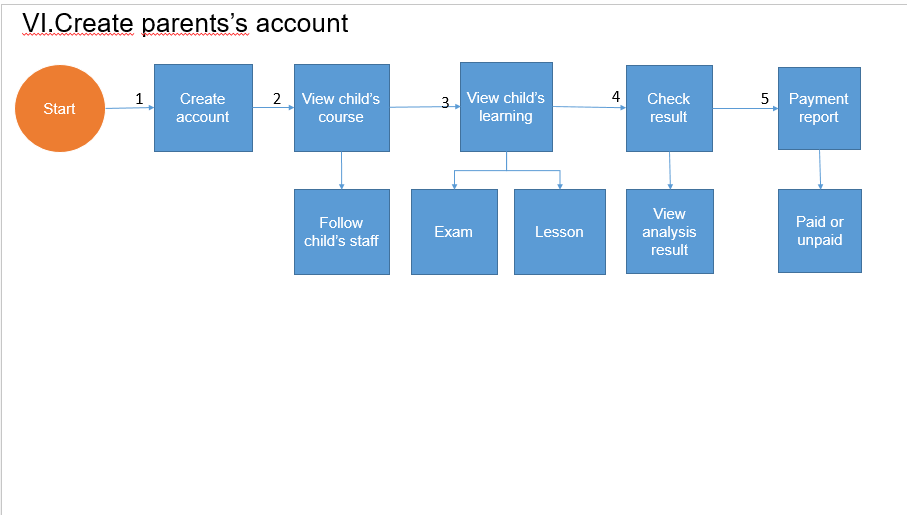 VI.Create parents’s account
Start
1
Create
account
2
View child’s
course
3
View child’s
learning
4
Check
result
5
Payment
report
Follow
child’s staff
Exam
Lesson
View
analysis
result
Paid or
unpaid